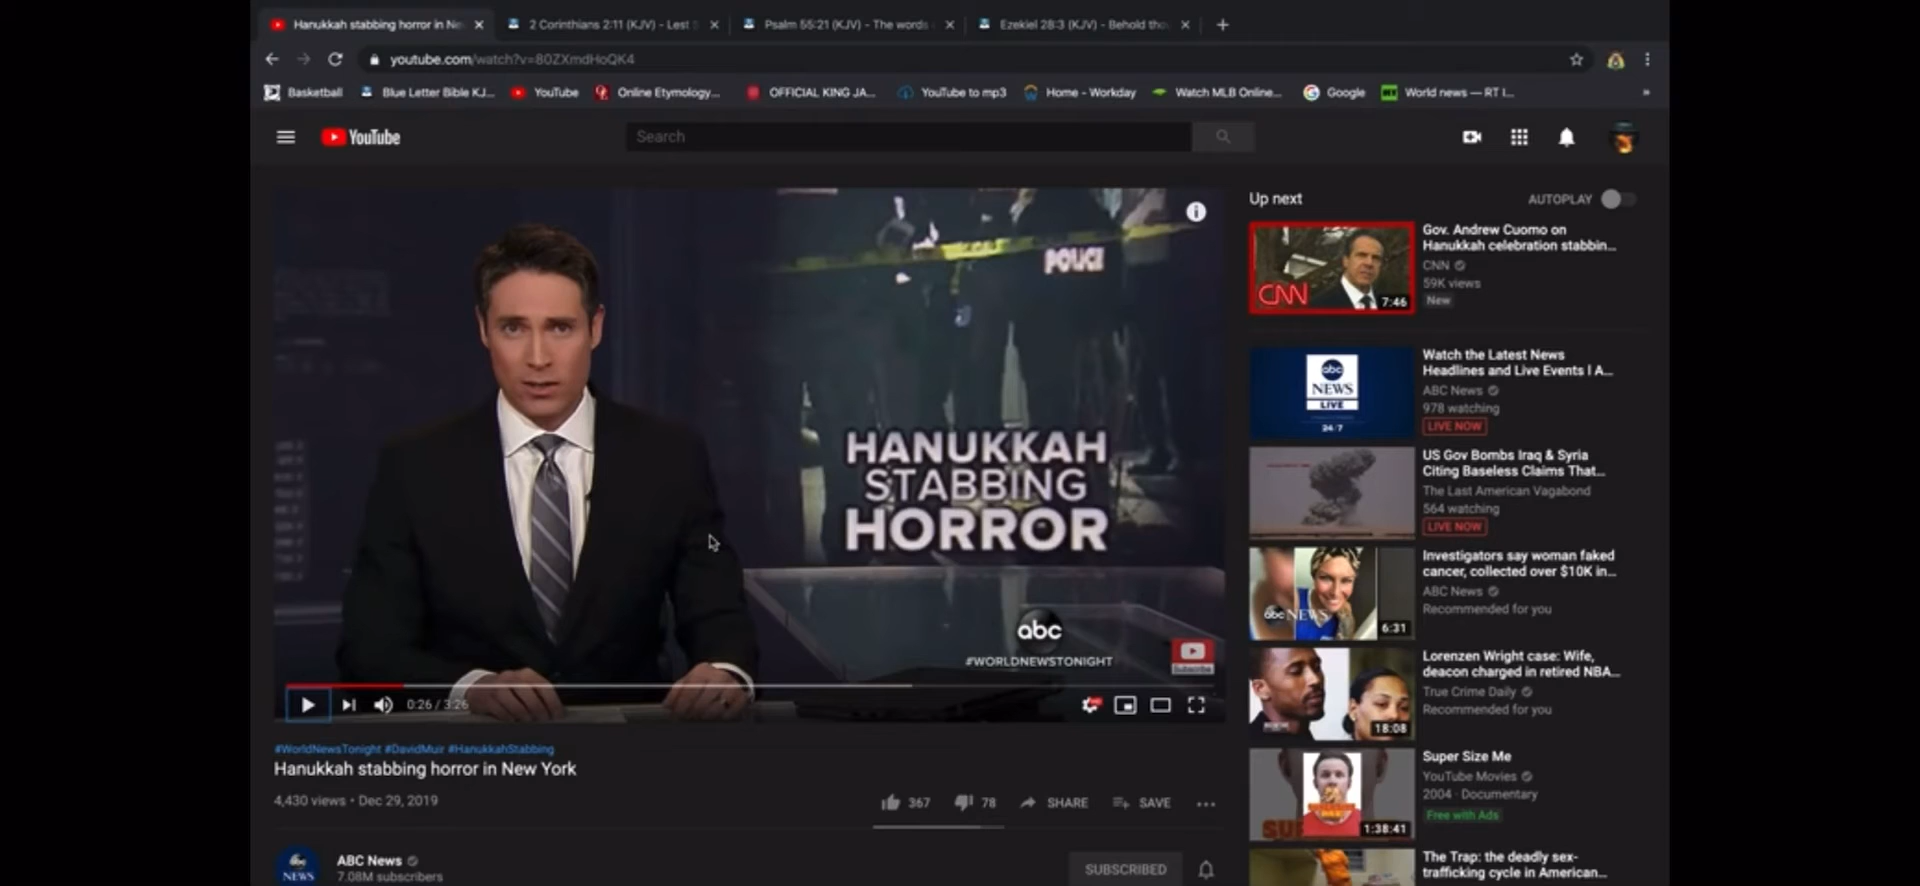 Hanukkah stabbing horror in Ne
2 Corinthians 2:11 (KJV) - Lest S
Psalm 55:21 (KJV) - The words
Ezekiel 28:3 (KJV) - Behold thou
youtube.com/watch?v=80ZXmdHoQK4
Basketball
Blue Letter Bible KJ...
YouTube
Online Etymology...
OFFICIAL KING JA...
YouTube to mp3
Home - Workday
Watch MLB Online...
Google
World news — RT I...
YouTube
Search
POLICE
HANUKKAH
STABBING
HORROR
abc
#WORLDNEWSTONIGHT
Subscribe
0:26 / 3:26
#WorldNewsTonight #DavidMuir #HanukkahStabbing
Hanukkah stabbing horror in New York
4,430 views • Dec 29, 2019
367
78
SHARE
SAVE
abc
NEWS
ABC News
7.08M subscribers
SUBSCRIBED
Up next
AUTOPLAY
CNN
7:46
Gov. Andrew Cuomo on
Hanukkah celebration stabbin...
CNN
59K views
New
abc
NEWS
LIVE
24/7
Watch the Latest News
Headlines and Live Events l A...
ABC News
978 watching
LIVE NOW
US Gov Bombs Iraq & Syria
Citing Baseless Claims That...
The Last American Vagabond
564 watching
LIVE NOW
abc NEWS
6:31
Investigators say woman faked
cancer, collected over $10K in...
ABC News
Recommended for you
18:08
Lorenzen Wright case: Wife,
deacon charged in retired NBA...
True Crime Daily
Recommended for you
SU
1:38:41
Super Size Me
YouTube Movies
2004 · Documentary
Free with Ads
The Trap: the deadly sex-
trafficking cycle in American...